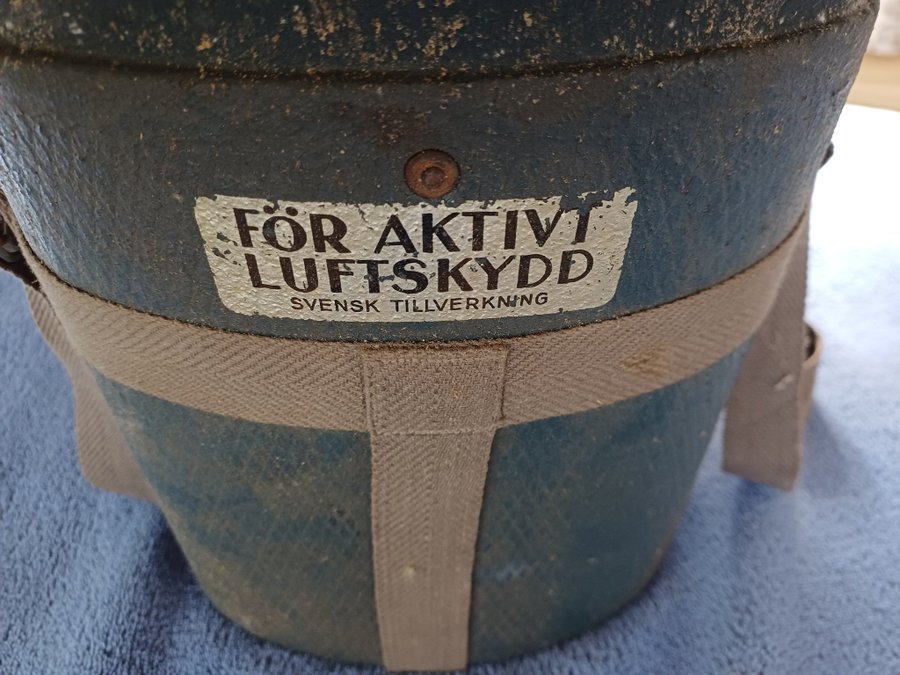 FÖR AKTIVT
LUFTSKYDD
SVENSK TILLVERKNING